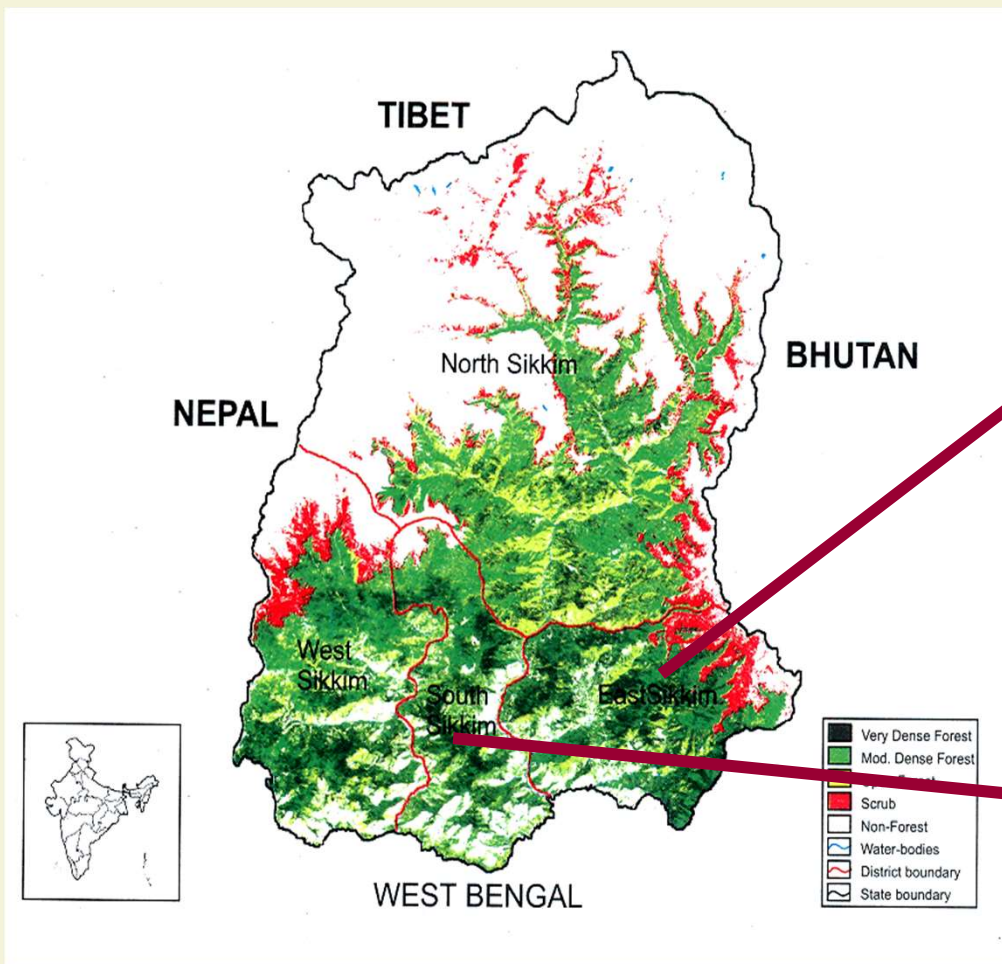 TIBET
BHUTAN
North Sikkim
NEPAL
West
Sikkim
South
Sikkim
EastSikkim
WEST BENGAL
Very Dense Forest
Mod. Dense Forest
Scrub
Non-Forest
Water-bodies
District boundary
State boundary